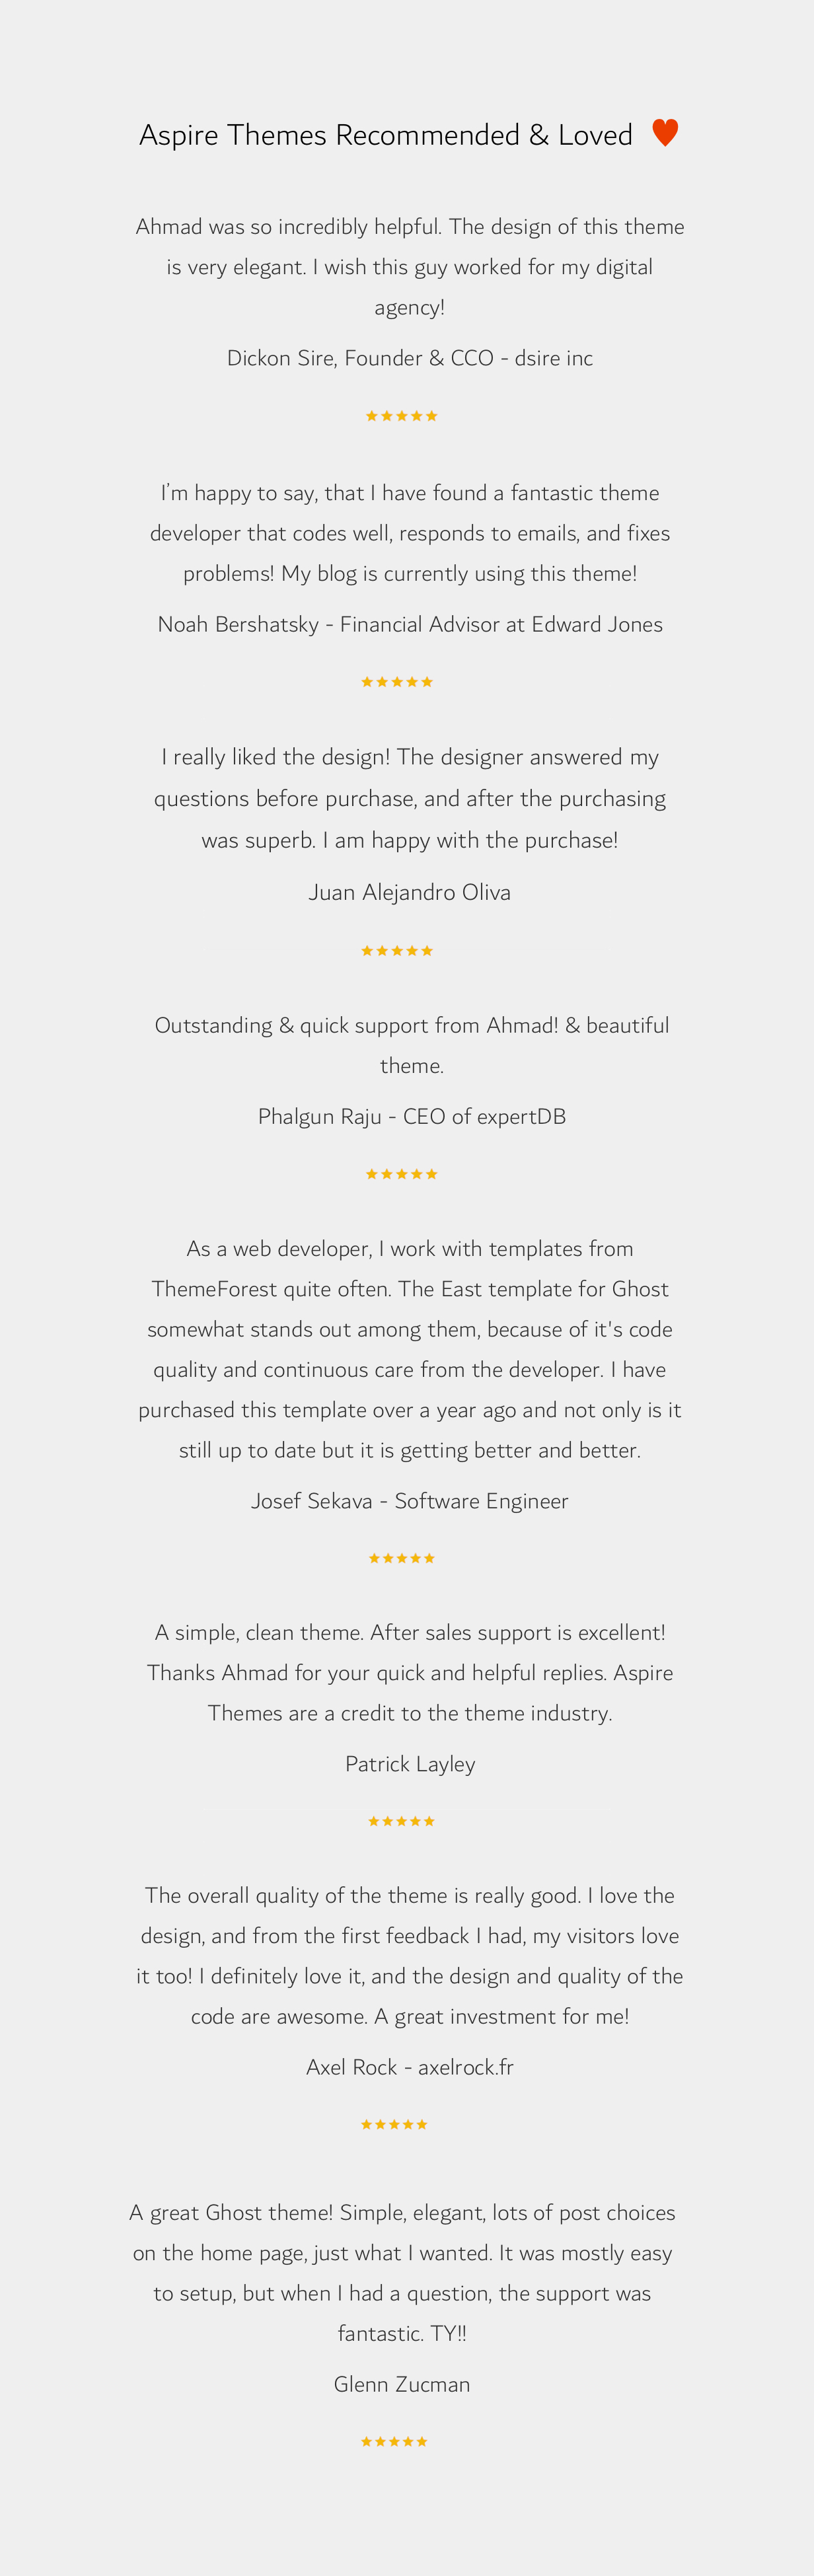 Aspire Themes Recommended & Loved
Ahmad was so incredibly helpful. The design of this theme
is very elegant. I wish this guy worked for my digital
agency!
Dickon Sire, Founder & CCO - dsire inc
I’m happy to say, that I have found a fantastic theme
developer that codes well, responds to emails, and fixes
problems! My blog is currently using this theme!
Noah Bershatsky - Financial Advisor at Edward Jones
I really liked the design! The designer answered my
questions before purchase, and after the purchasing
was superb. I am happy with the purchase!
Juan Alejandro Oliva
Outstanding & quick support from Ahmad! & beautiful
theme.
Phalgun Raju - CEO of expertDB
As a web developer, I work with templates from
ThemeForest quite often. The East template for Ghost
somewhat stands out among them, because of it's code
quality and continuous care from the developer. I have
purchased this template over a year ago and not only is it
still up to date but it is getting better and better.
Josef Sekava - Software Engineer
A simple, clean theme. After sales support is excellent!
Thanks Ahmad for your quick and helpful replies. Aspire
Themes are a credit to the theme industry.
Patrick Layley
The overall quality of the theme is really good. I love the
design, and from the first feedback I had, my visitors love
it too! I definitely love it, and the design and quality of the
code are awesome. A great investment for me!
Axel Rock - axelrock.fr
A great Ghost theme! Simple, elegant, lots of post choices
on the home page, just what I wanted. It was mostly easy
to setup, but when I had a question, the support was
fantastic. TY!!
Glenn Zucman